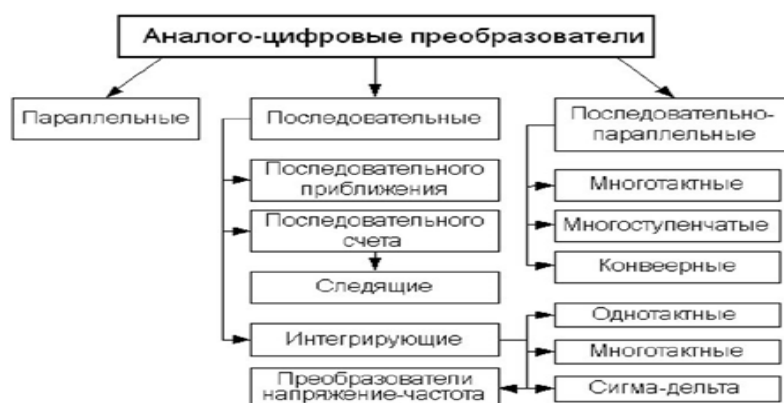 Аналого-цифровые преобразователи
Параллельные
Последовательные
Последовательно-
параллельные
Последовательного
приближения
Последовательного
счета
Следящие
Интегрирующие
Преобразователи
напряжение-частота
Многотактные
Многоступенчатые
Конвеерные
Однотактные
Многотактные
Сигма-дельта